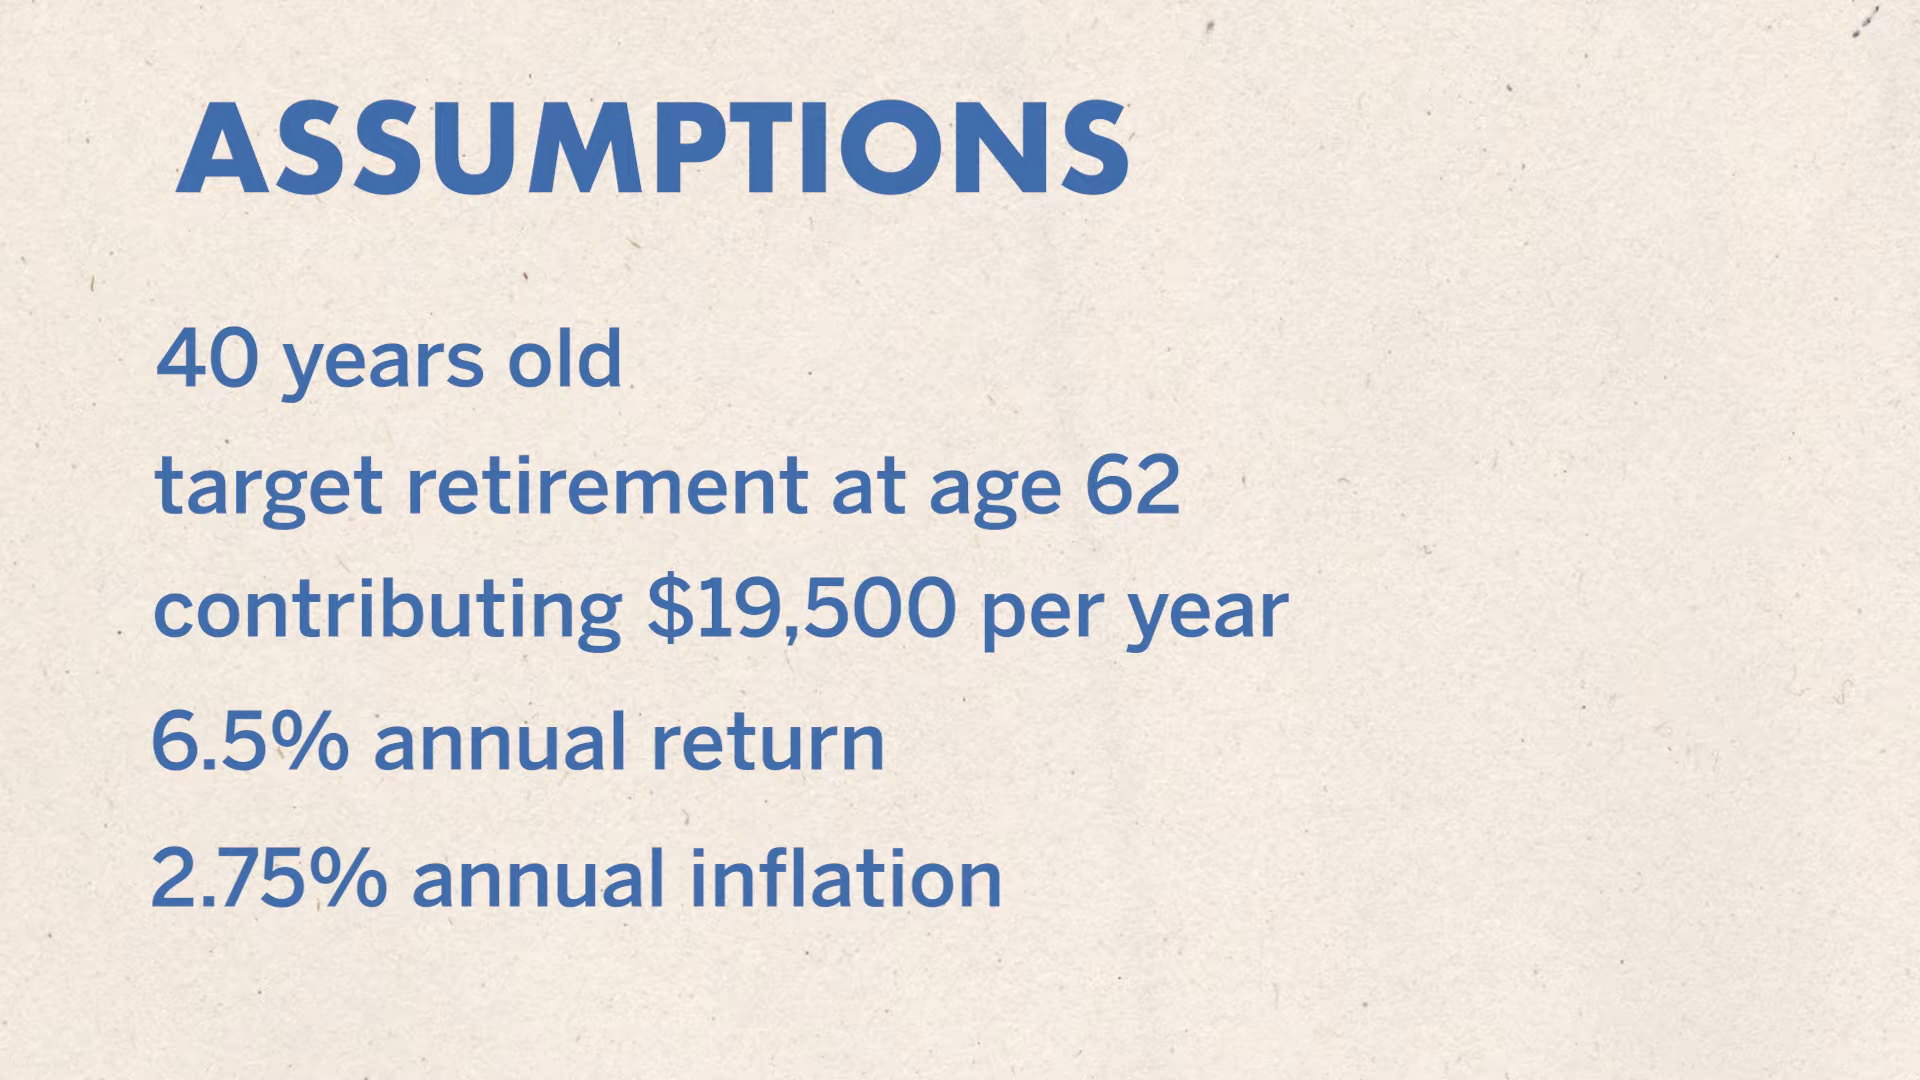 ASSUMPTIONS
40 years old
target retirement at age 62
contributing $19,500 per year
6.5% annual return
2.75% annual inflation